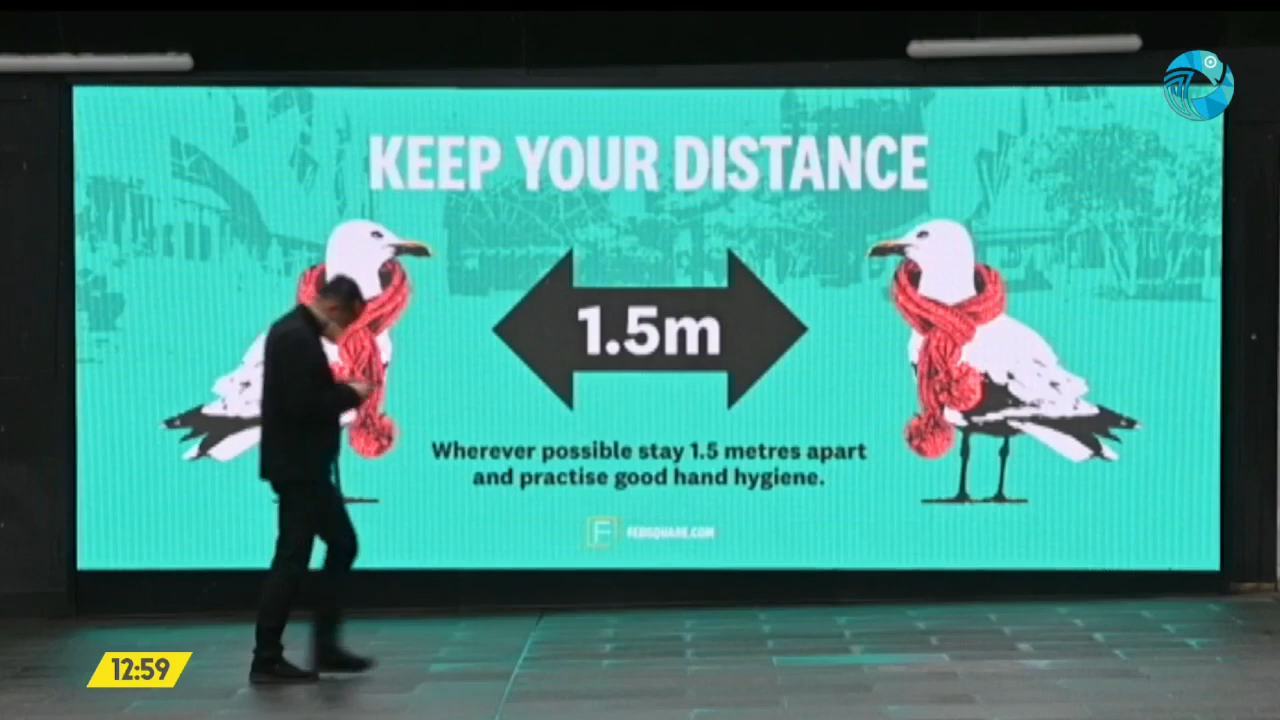 KEEP YOUR DISTANCE
1.5m
Wherever possible stay 1.5 metres apart
and practise good hand hygiene.
F FEDSQUARE.COM
12:59